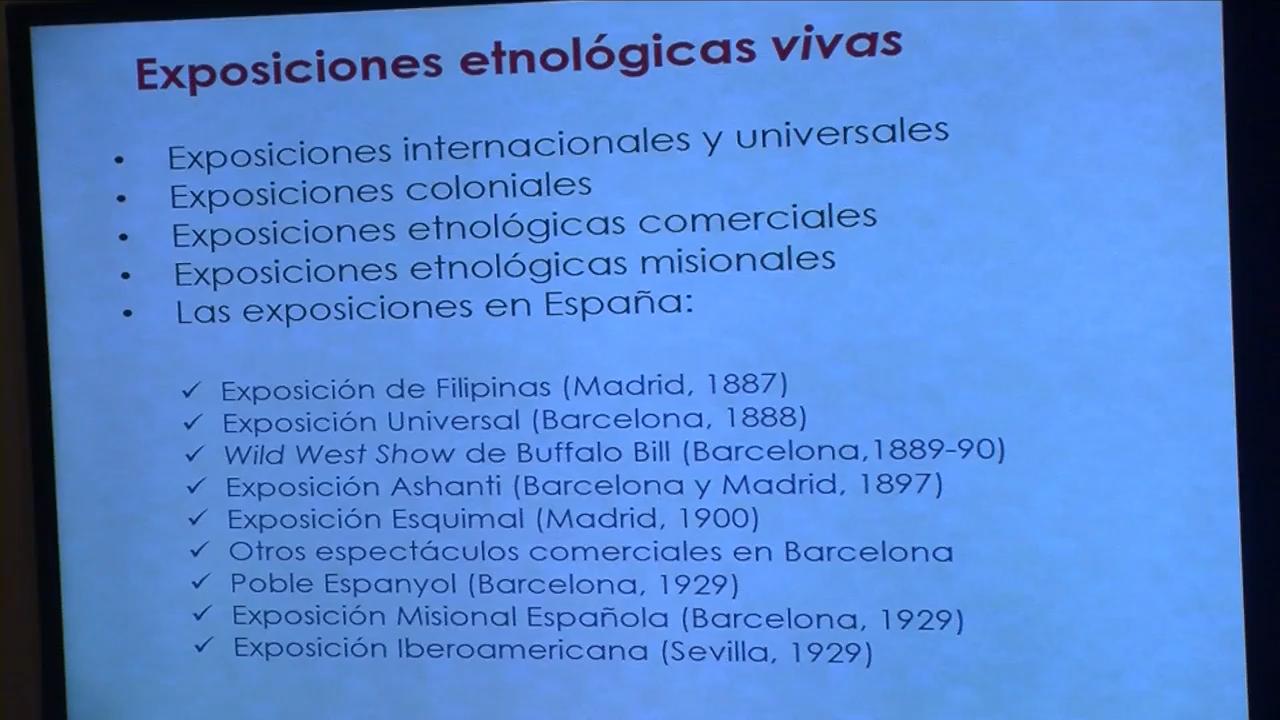 Exposiciones etnológicas vivas
• Exposiciones internacionales y universales
• Exposiciones coloniales
• Exposiciones etnológicas comerciales
• Exposiciones etnológicas misionales
• Las exposiciones en España:
✓ Exposición de Filipinas (Madrid, 1887)
✓ Exposición Universal (Barcelona, 1888)
✓ Wild West Show de Buffalo Bill (Barcelona,1889-90)
✓ Exposición Ashanti (Barcelona y Madrid, 1897)
✓ Exposición Esquimal (Madrid, 1900)
✓ Otros espectáculos comerciales en Barcelona
✓ Poble Espanyol (Barcelona, 1929)
✓ Exposición Misional Española (Barcelona, 1929)
✓ Exposición Iberoamericana (Sevilla, 1929)